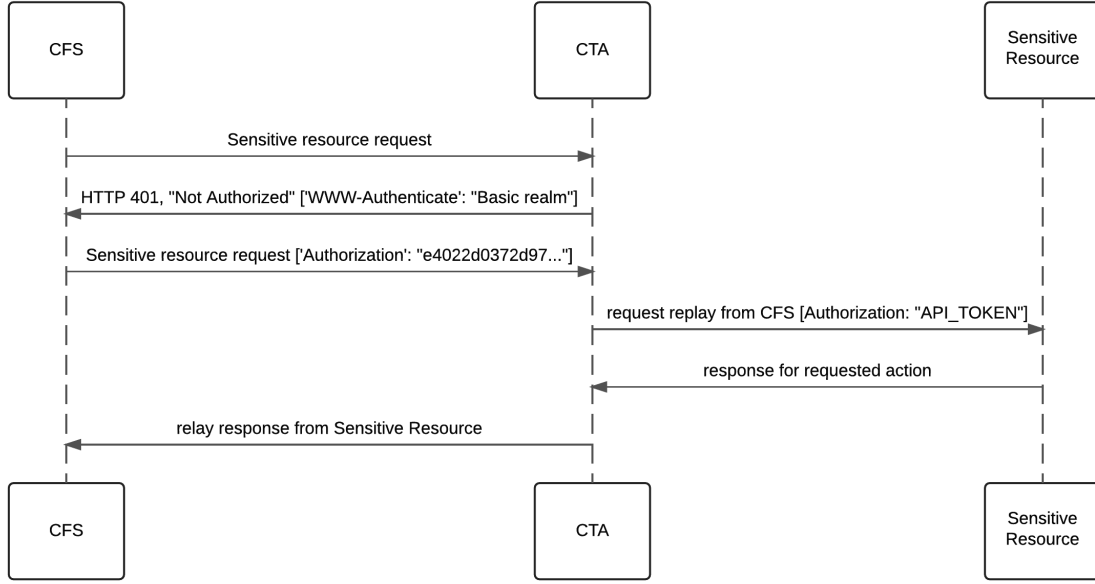 CFS
CTA
Sensitive
Resource
Sensitive resource request
HTTP 401, "Not Authorized" ['WWW-Authenticate': "Basic realm"]
Sensitive resource request ['Authorization': "e4022d0372d97..."]
request replay from CFS [Authorization: "API_TOKEN"]
response for requested action
relay response from Sensitive Resource
CFS
CTA
Sensitive
Resource